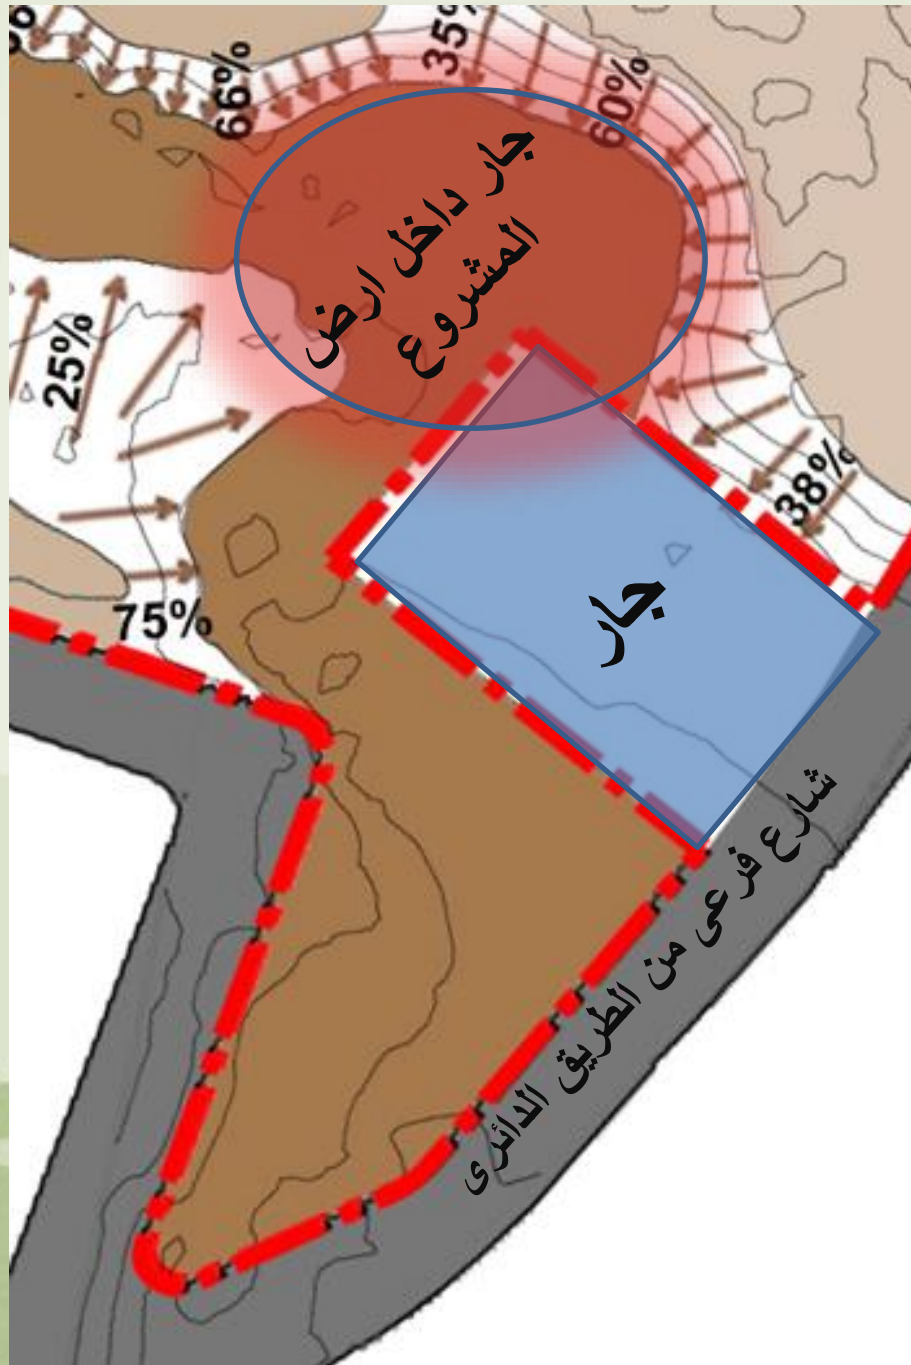 66%
35%
60%
جار داخل ارض
المشروع
25%
38%
جار
75%
شارع فرعى من الطريق الدائرى